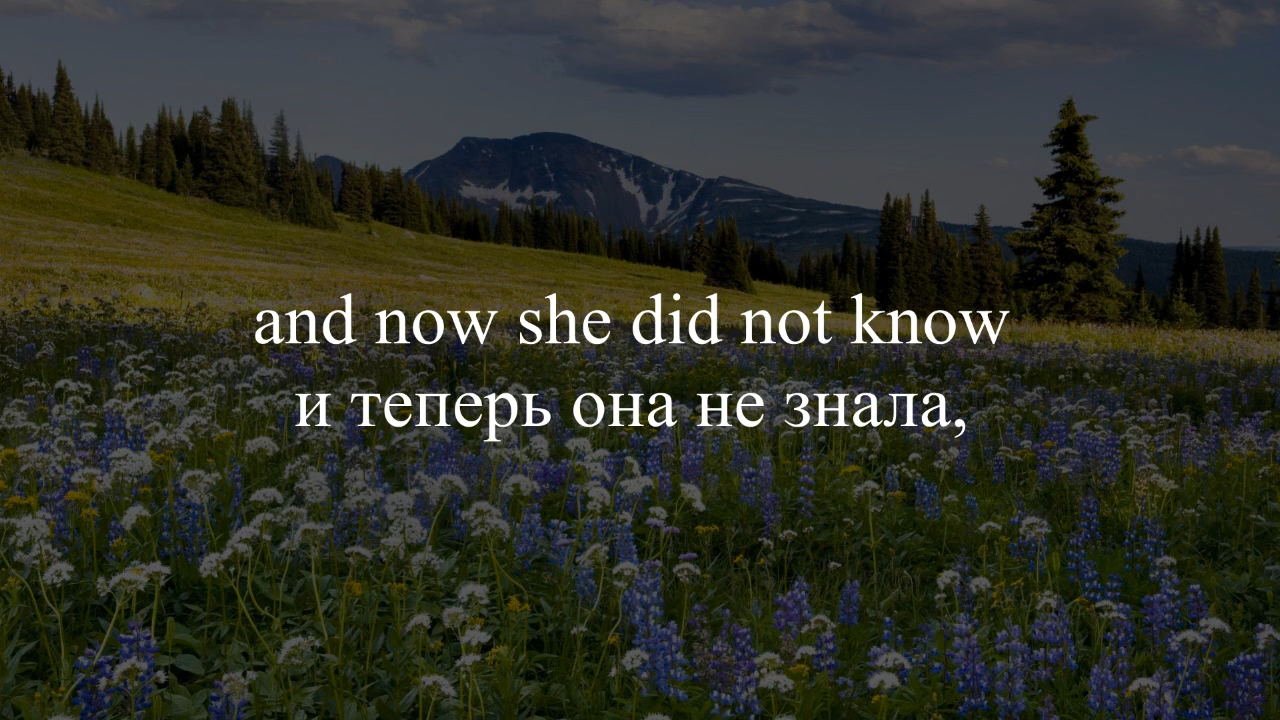 and now she did not know
и теперь она не знала,